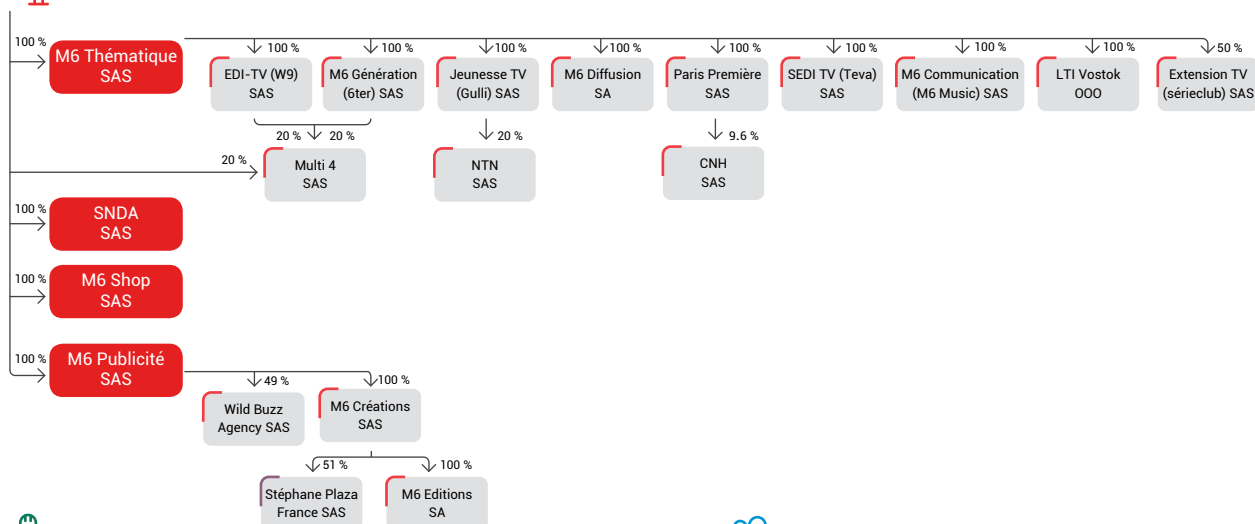 100 %
M6 Thématique
SAS
100 %
EDI-TV (W9)
SAS
100 %
M6 Génération
(6ter) SAS
100 %
Jeunesse TV
(Gulli) SAS
100 %
M6 Diffusion
SA
100 %
Paris Première
SAS
100 %
SEDI TV (Teva)
SAS
100 %
M6 Communication
(M6 Music) SAS
100 %
LTI Vostok
OOO
50 %
Extension TV
(sérieclub) SAS
20 % 20 %
20 %
Multi 4
SAS
20 %
NTN
SAS
9.6 %
CNH
SAS
100 %
SNDA
SAS
100 %
M6 Shop
SAS
100 %
M6 Publicité
SAS
49 %
Wild Buzz
Agency SAS
100 %
M6 Créations
SAS
51 %
Stéphane Plaza
France SAS
100 %
M6 Editions
SA